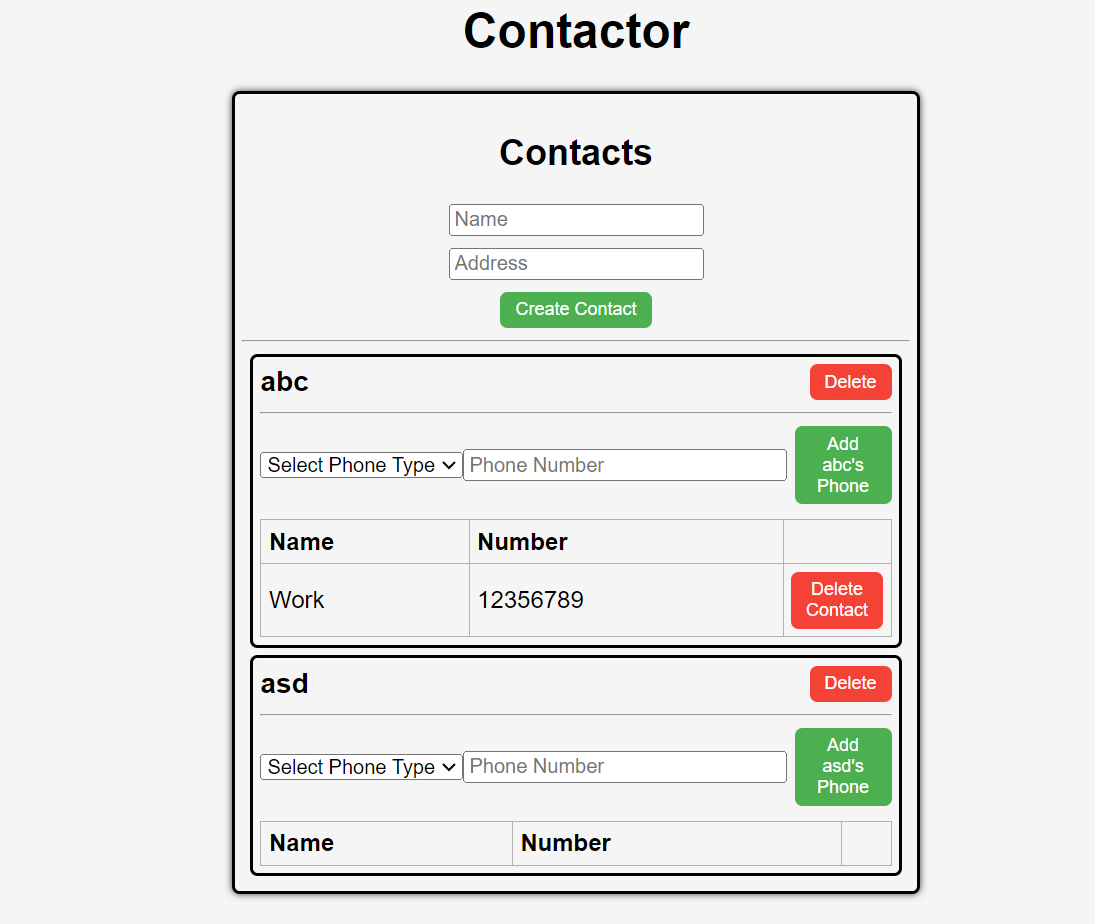 Contactor
Contacts
Name
Address
Create Contact
abc
Delete
Select Phone Type
Phone Number
Add
abc's
Phone
Name
Number
Work
12356789
Delete
Contact
asd
Delete
Select Phone Type
Phone Number
Add
asd's
Phone
Name
Number